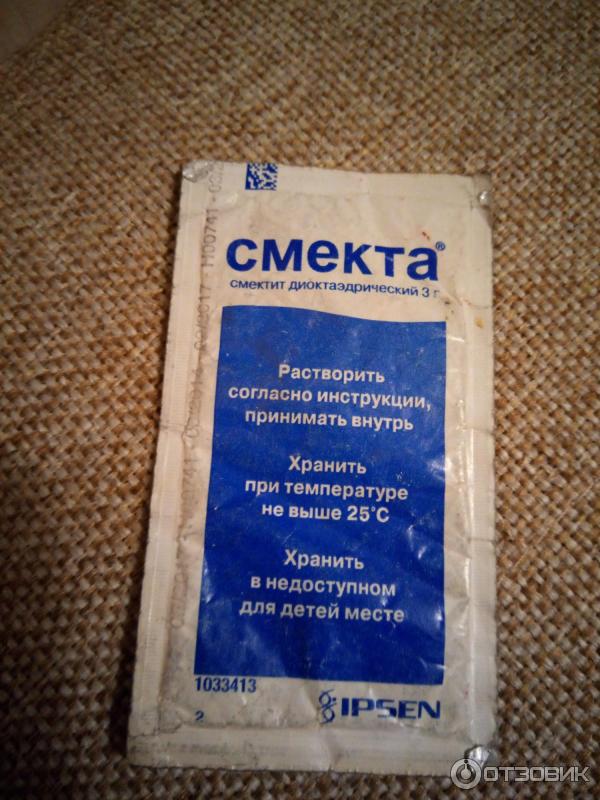 смекта®
смектит диоктаэдрический 3 г
Растворить
согласно инструкции,
принимать внутрь
Хранить
при температуре
не выше 25°С
Хранить
в недоступном
для детей месте
1033413
IPSEN
2
ОТЗОВИК